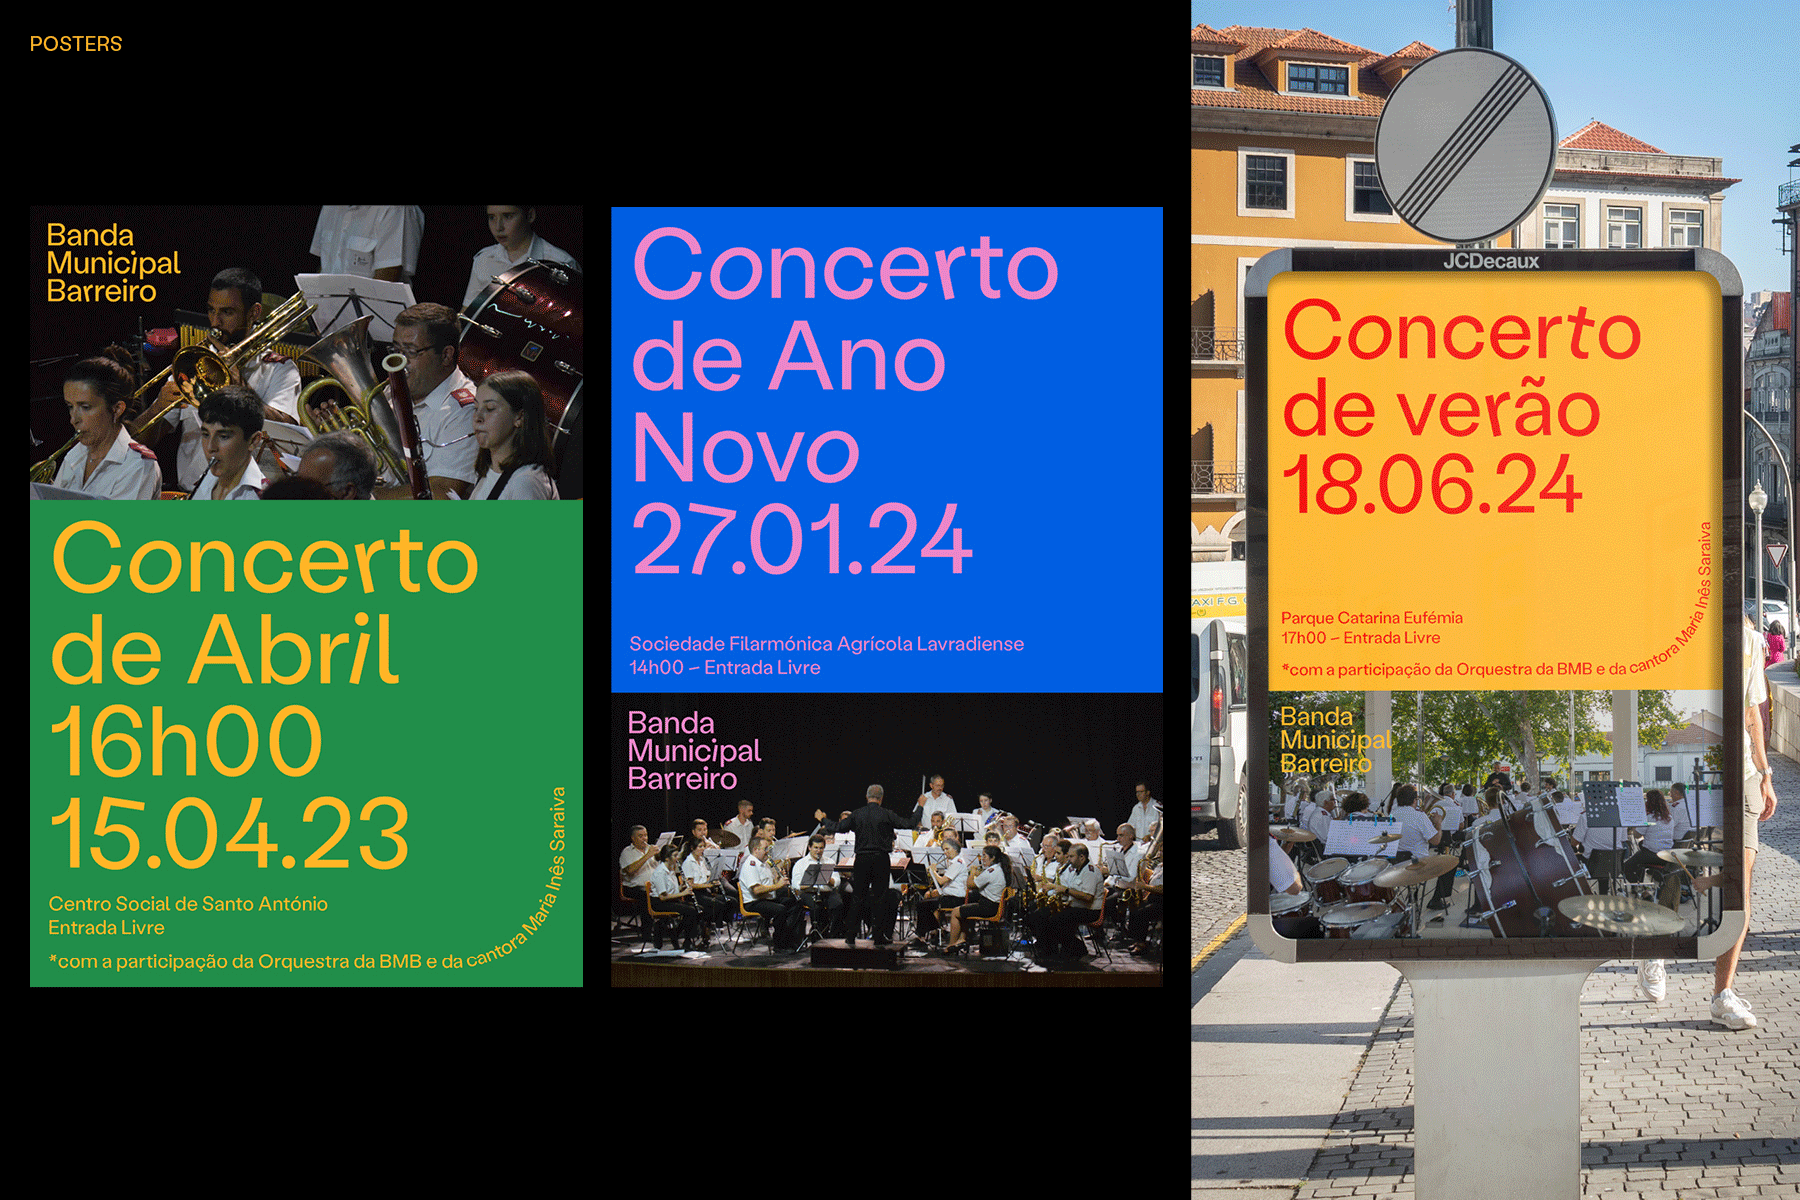 POSTERS
Banda
Municipal
Barreiro
Concerto
de Abril
16h00
15.04.23
Centro Social de Santo António
Entrada Livre
*com a participação da Orquestra da BMB e da cantora Maria Inês Saraiva
Concerto
de Ano
Novo
27.01.24
Sociedade Filarmónica Agrícola Lavradiense
14h00 – Entrada Livre
Banda
Municipal
Barreiro
JCDecaux
Concerto
de verão
18.06.24
Parque Catarina Eufémia
17h00 – Entrada Livre
*com a participação da Orquestra da BMB e da cantora Maria Inês Saraiva
Banda
Municipal
Barreiro